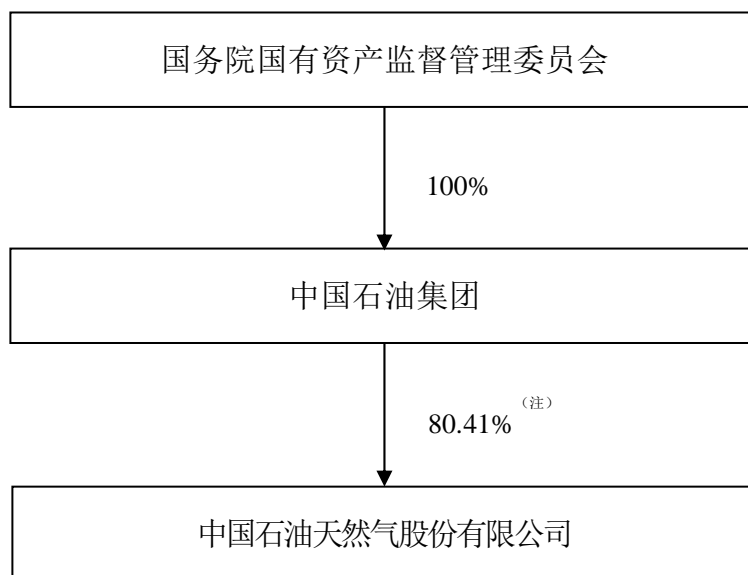 国务院国有资产监督管理委员会
100%
中国石油集团
80.41%（注）
中国石油天然气股份有限公司